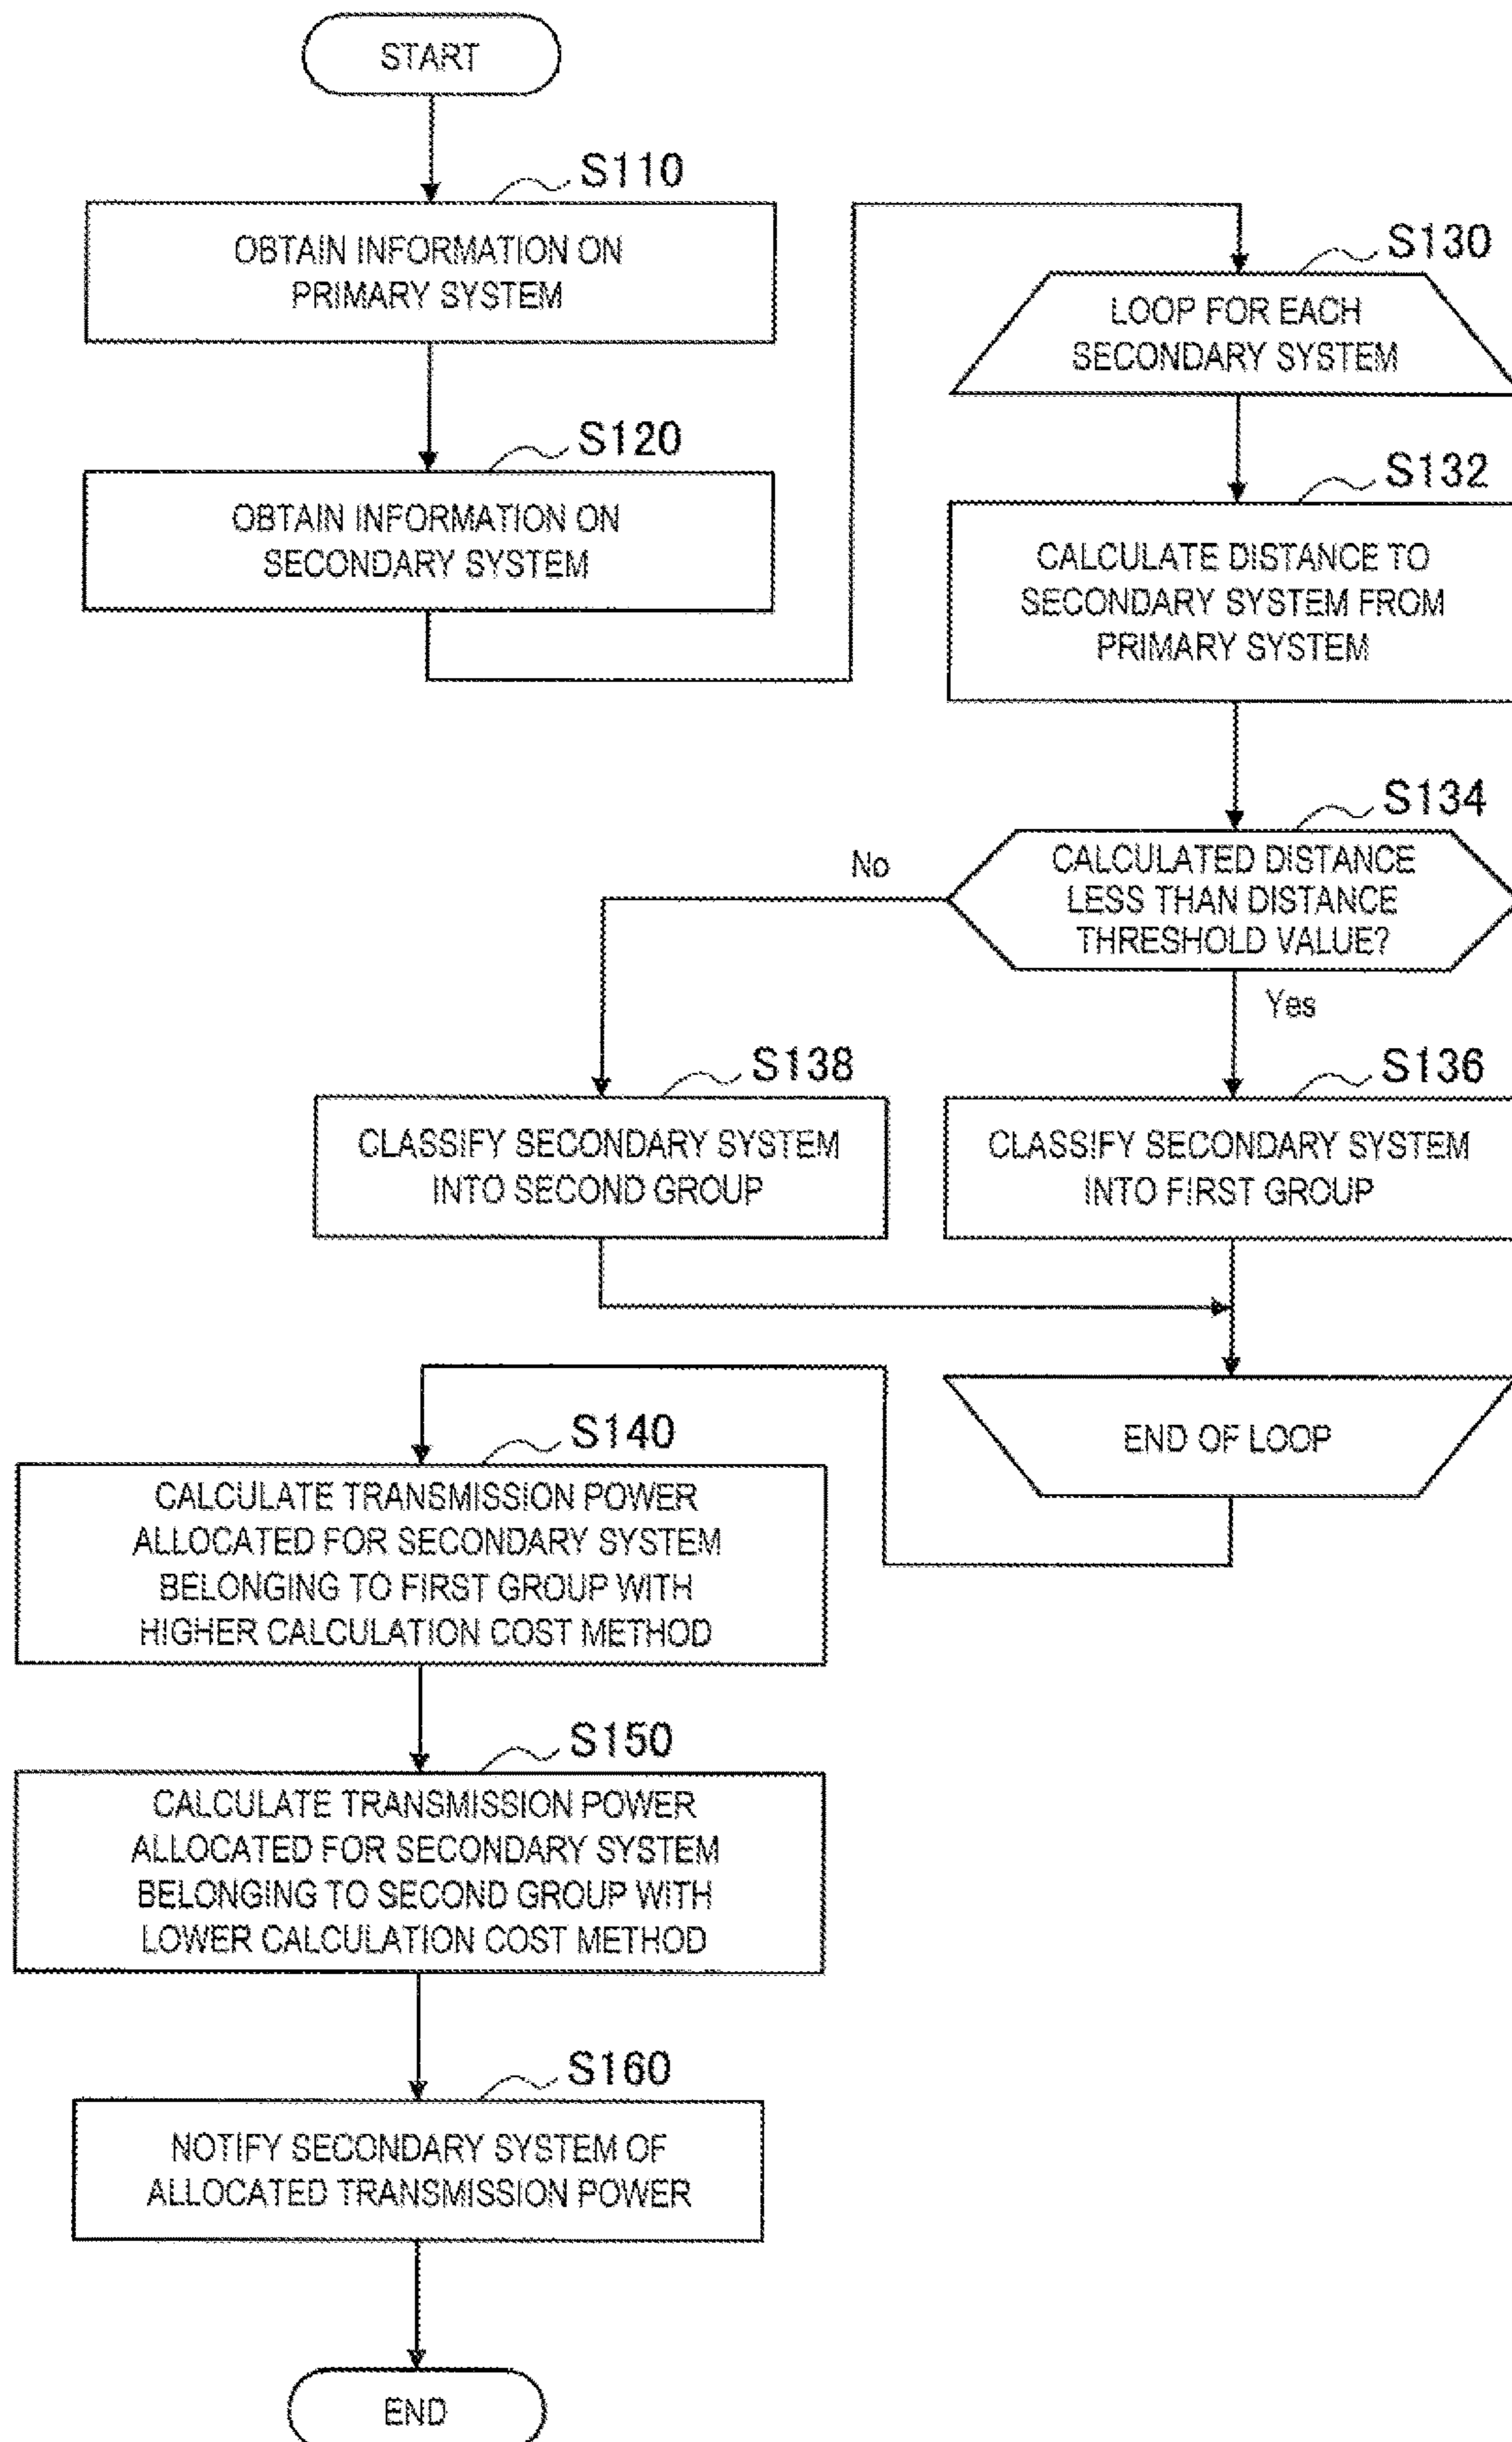 START
S110
OBTAIN INFORMATION ON
PRIMARY SYSTEM
S120
OBTAIN INFORMATION ON
SECONDARY SYSTEM
S130
LOOP FOR EACH
SECONDARY SYSTEM
S132
CALCULATE DISTANCE TO
SECONDARY SYSTEM FROM
PRIMARY SYSTEM
S134
CALCULATED DISTANCE
LESS THAN DISTANCE
THRESHOLD VALUE?
No
Yes
S138
CLASSIFY SECONDARY SYSTEM
INTO SECOND GROUP
S136
CLASSIFY SECONDARY SYSTEM
INTO FIRST GROUP
END OF LOOP
S140
CALCULATE TRANSMISSION POWER
ALLOCATED FOR SECONDARY SYSTEM
BELONGING TO FIRST GROUP WITH
HIGHER CALCULATION COST METHOD
S150
CALCULATE TRANSMISSION POWER
ALLOCATED FOR SECONDARY SYSTEM
BELONGING TO SECOND GROUP WITH
LOWER CALCULATION COST METHOD
S160
NOTIFY SECONDARY SYSTEM OF
ALLOCATED TRANSMISSION POWER
END